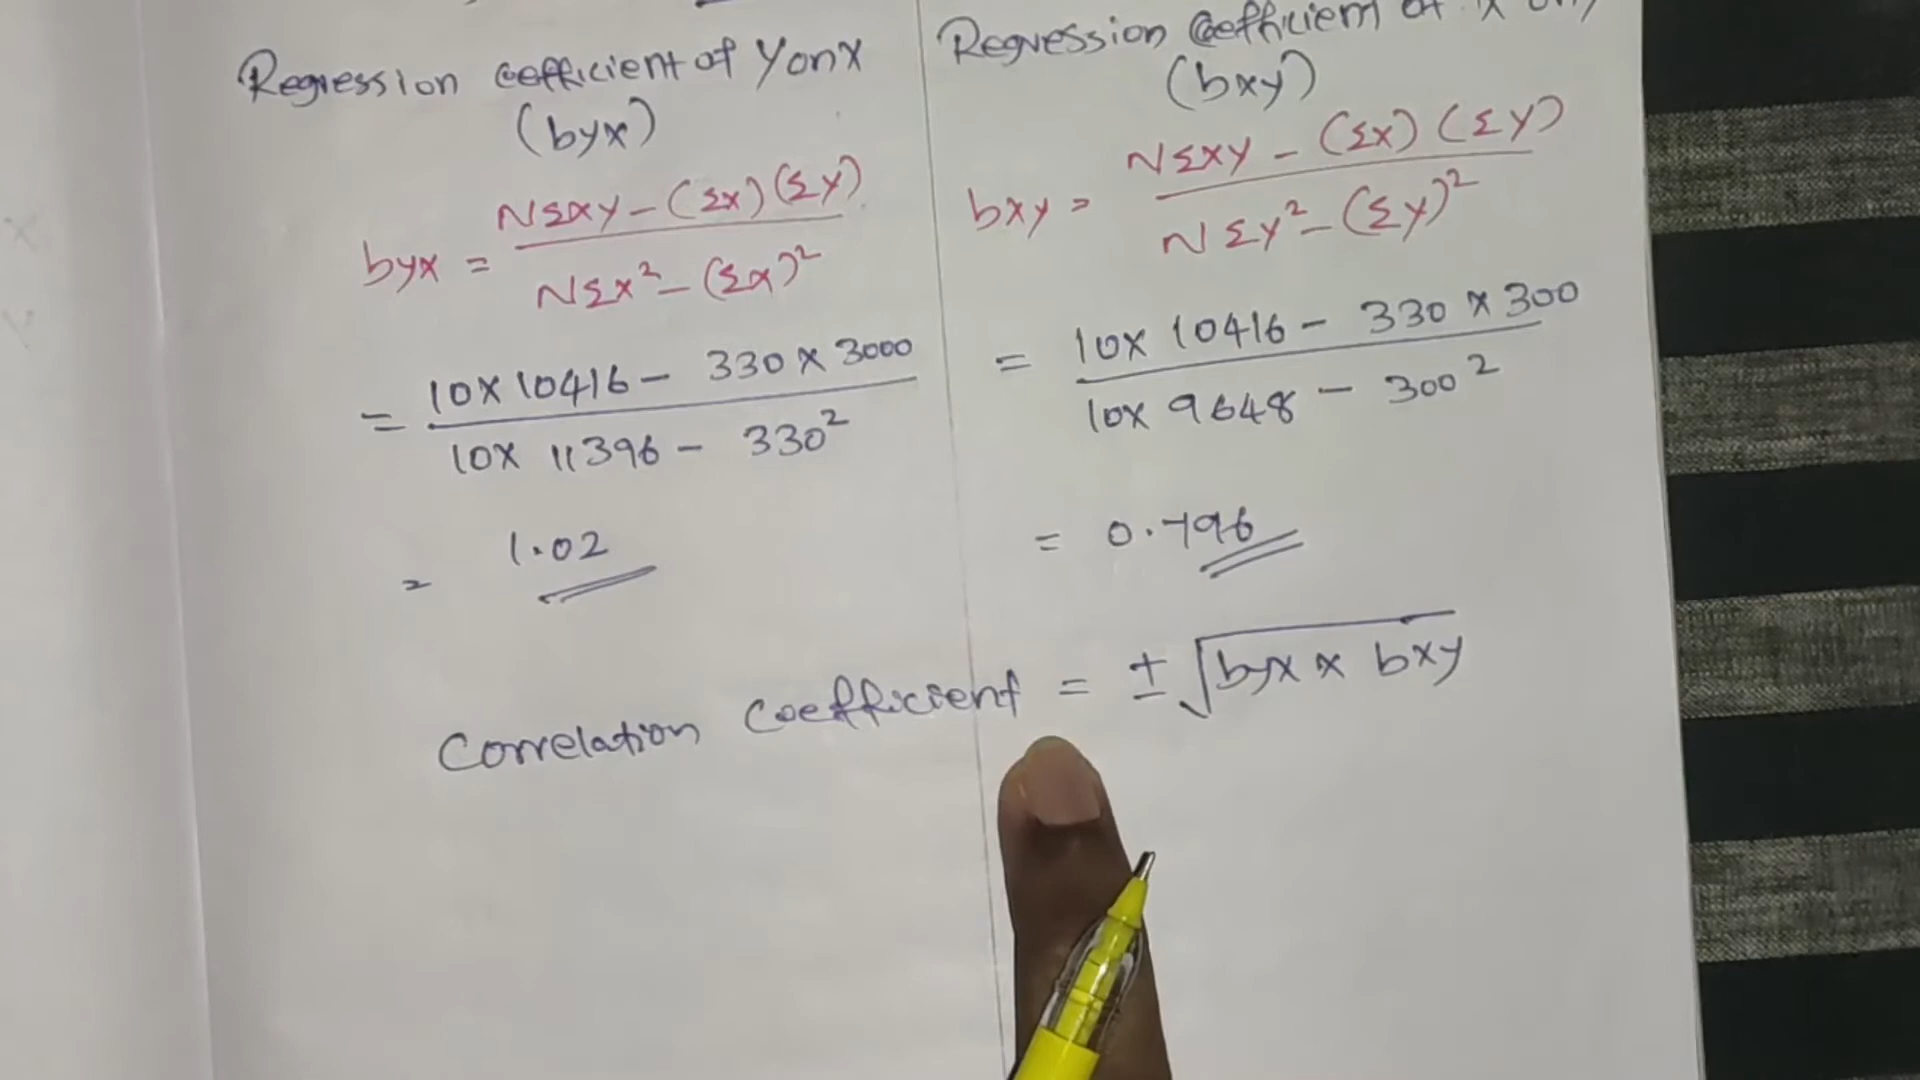 Regression coefficient of Y on X
(byx)
byx = NΣXY - (Σx) (ΣY)
NΣx² - (Σx)²
= 10 x 10416 - 330 x 3000
10 x 11396 - 330²
= 1.02
Regression coefficient of X on y
(bxy)
bxy = NΣXY - (Σx) (ΣY)
NΣy² - (Σy)²
= 10 x 10416 - 330 x 300
10 x 9648 - 300²
= 0.796
Correlation coefficient = ± √byx x bxy